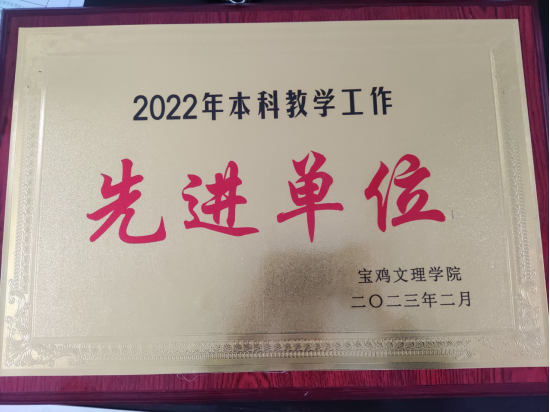 2022年本科教学工作
先进单位
宝鸡文理学院
二〇二三年二月